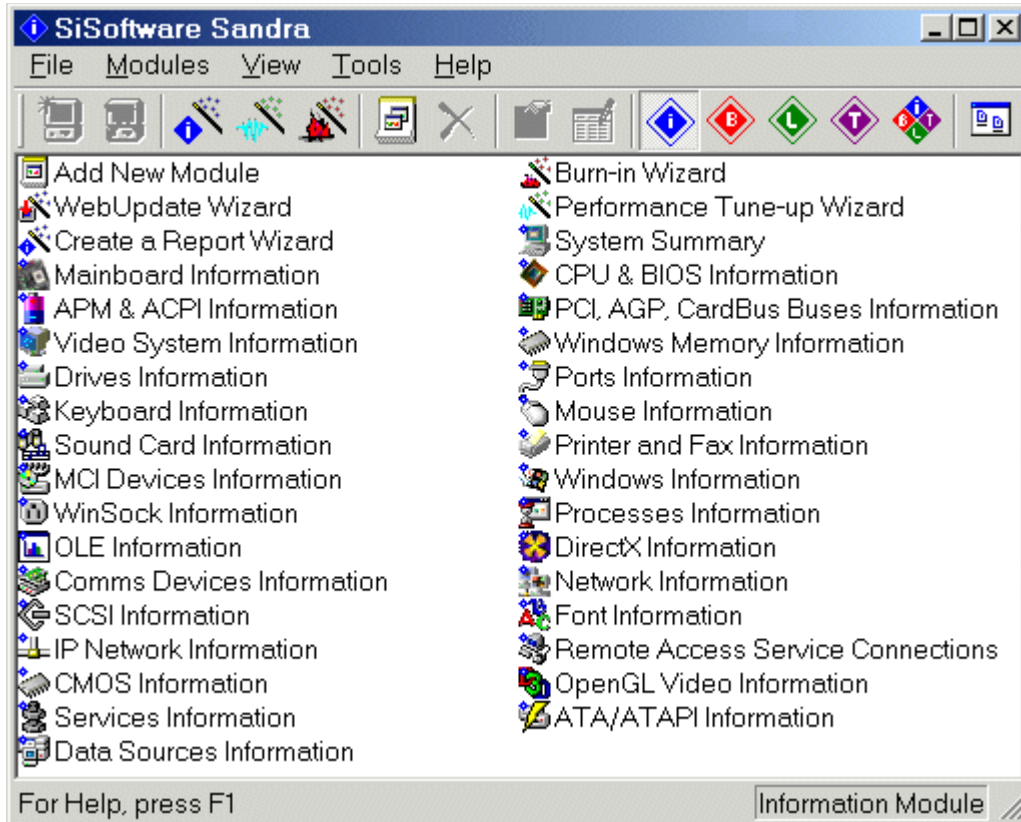 SiSoftware Sandra
File Modules View Tools Help
i B L T B i T L
Add New Module Burn-in Wizard
WebUpdate Wizard Performance Tune-up Wizard
Create a Report Wizard System Summary
Mainboard Information CPU & BIOS Information
APM & ACPI Information PCI, AGP, CardBus Buses Information
Video System Information Windows Memory Information
Drives Information Ports Information
Keyboard Information Mouse Information
Sound Card Information Printer and Fax Information
MCI Devices Information Windows Information
WinSock Information Processes Information
OLE Information DirectX Information
Comms Devices Information Network Information
SCSI Information Font Information
IP Network Information Remote Access Service Connections
CMOS Information OpenGL Video Information
Services Information ATA/ATAPI Information
Data Sources Information
For Help, press F1 Information Module